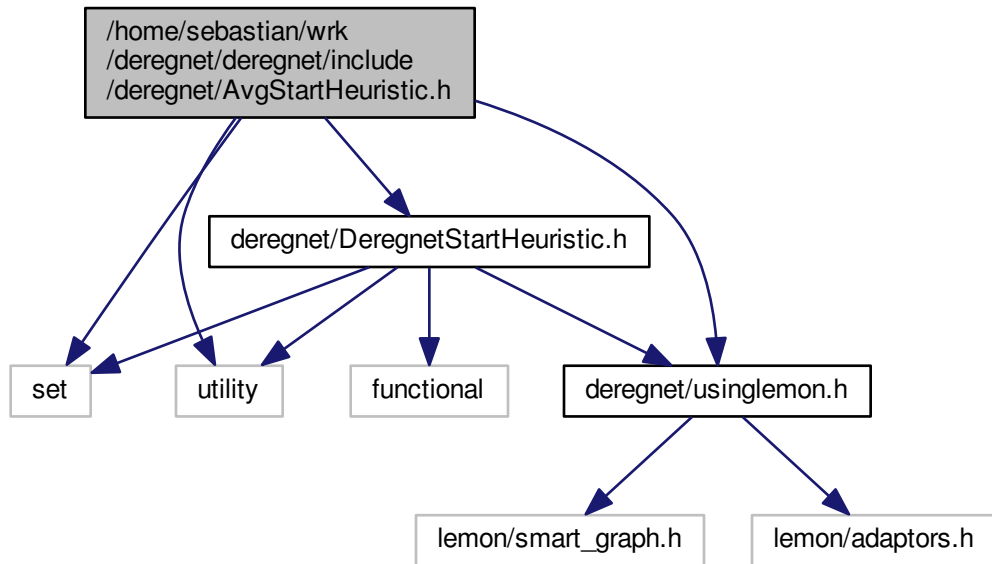 /home/sebastian/wrk
/deregnet/deregnet/include
/deregnet/AvgStartHeuristic.h
deregnet/DeregnetStartHeuristic.h
set
utility
functional
deregnet/usinglemon.h
lemon/smart_graph.h
lemon/adaptors.h